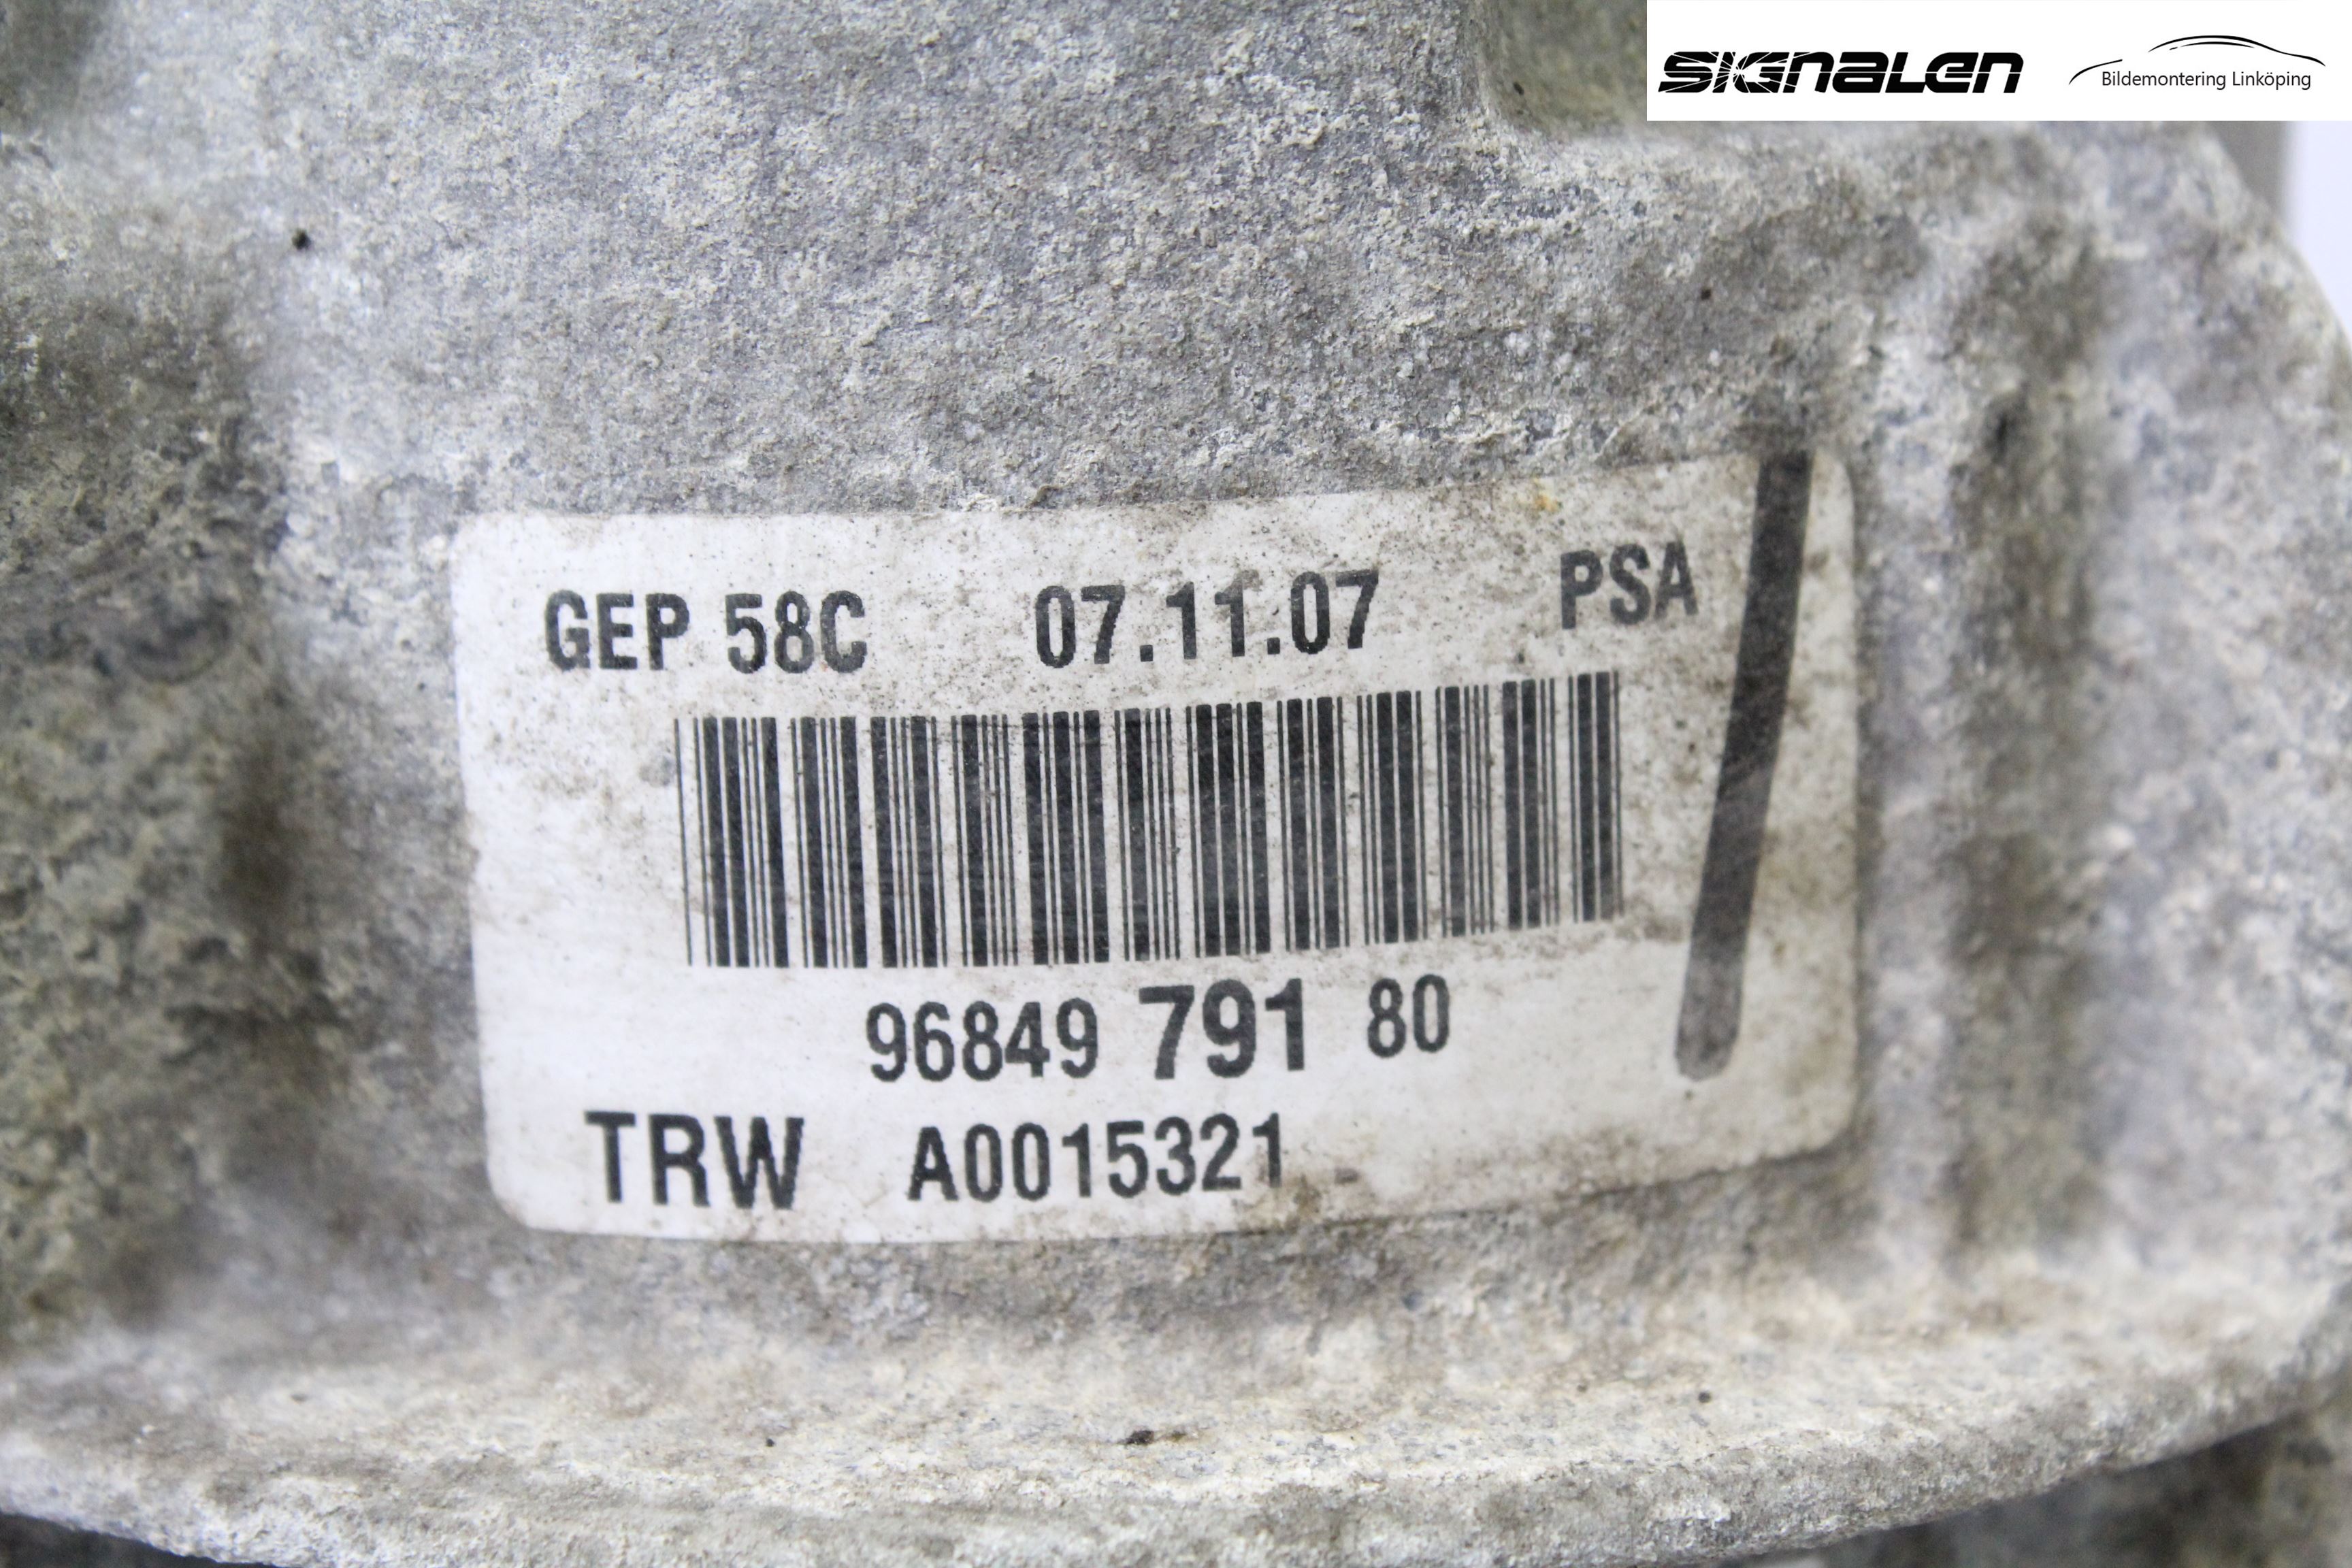 SIGNALEN Bildemontering Linköping
GEP 58C 07.11.07 PSA
96849 791 80
TRW A0015321